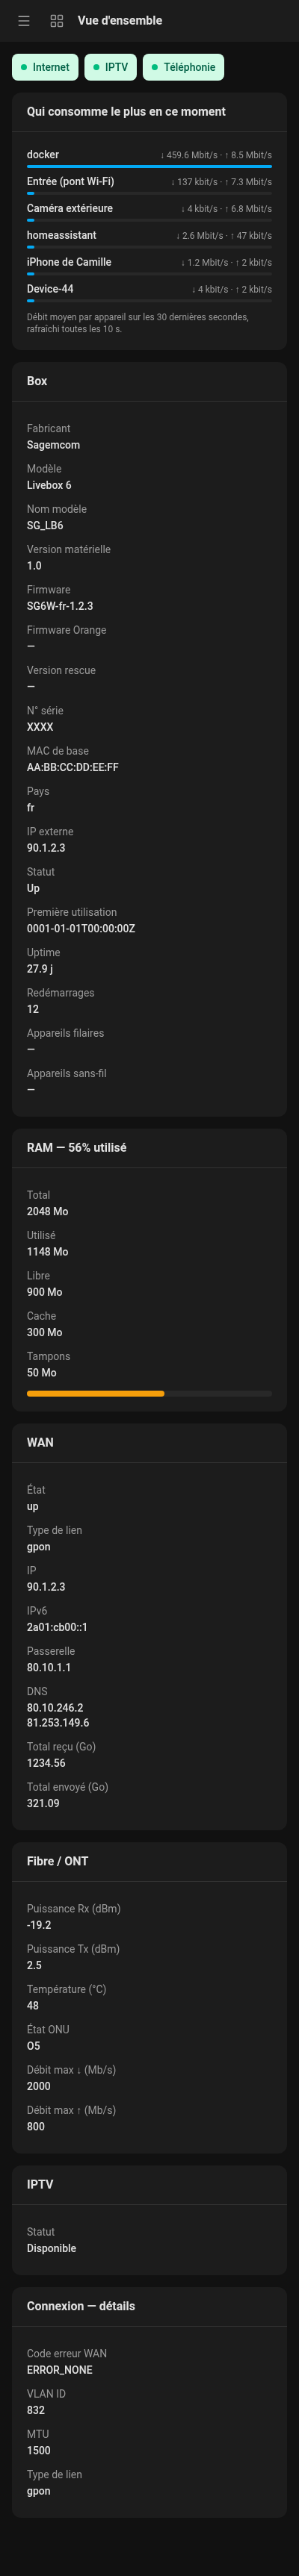 Vue d'ensemble
Internet
IPTV
Téléphonie
Qui consomme le plus en ce moment
docker ↓ 459.6 Mbit/s · ↑ 8.5 Mbit/s
Entrée (pont Wi-Fi) ↓ 137 kbit/s · ↑ 7.3 Mbit/s
Caméra extérieure ↓ 4 kbit/s · ↑ 6.8 Mbit/s
homeassistant ↓ 2.6 Mbit/s · ↑ 47 kbit/s
iPhone de Camille ↓ 1.2 Mbit/s · ↑ 2 kbit/s
Device-44 ↓ 4 kbit/s · ↑ 2 kbit/s
Débit moyen par appareil sur les 30 dernières secondes,
rafraîchi toutes les 10 s.
Box
Fabricant
Sagemcom
Modèle
Livebox 6
Nom modèle
SG_LB6
Version matérielle
1.0
Firmware
SG6W-fr-1.2.3
Firmware Orange
—
Version rescue
—
N° série
XXXX
MAC de base
AA:BB:CC:DD:EE:FF
Pays
fr
IP externe
90.1.2.3
Statut
Up
Première utilisation
0001-01-01T00:00:00Z
Uptime
27.9 j
Redémarrages
12
Appareils filaires
—
Appareils sans-fil
—
RAM — 56% utilisé
Total
2048 Mo
Utilisé
1148 Mo
Libre
900 Mo
Cache
300 Mo
Tampons
50 Mo
WAN
État
up
Type de lien
gpon
IP
90.1.2.3
IPv6
2a01:cb00::1
Passerelle
80.10.1.1
DNS
80.10.246.2
81.253.149.6
Total reçu (Go)
1234.56
Total envoyé (Go)
321.09
Fibre / ONT
Puissance Rx (dBm)
-19.2
Puissance Tx (dBm)
2.5
Température (°C)
48
État ONU
O5
Débit max ↓ (Mb/s)
2000
Débit max ↑ (Mb/s)
800
IPTV
Statut
Disponible
Connexion — détails
Code erreur WAN
ERROR_NONE
VLAN ID
832
MTU
1500
Type de lien
gpon